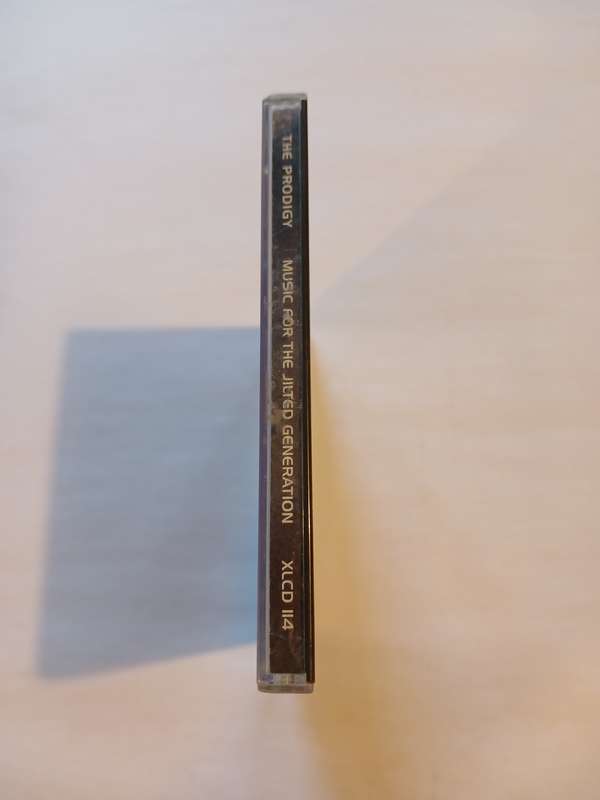 THE PRODIGY MUSIC FOR THE JILTED GENERATION XLCD 114